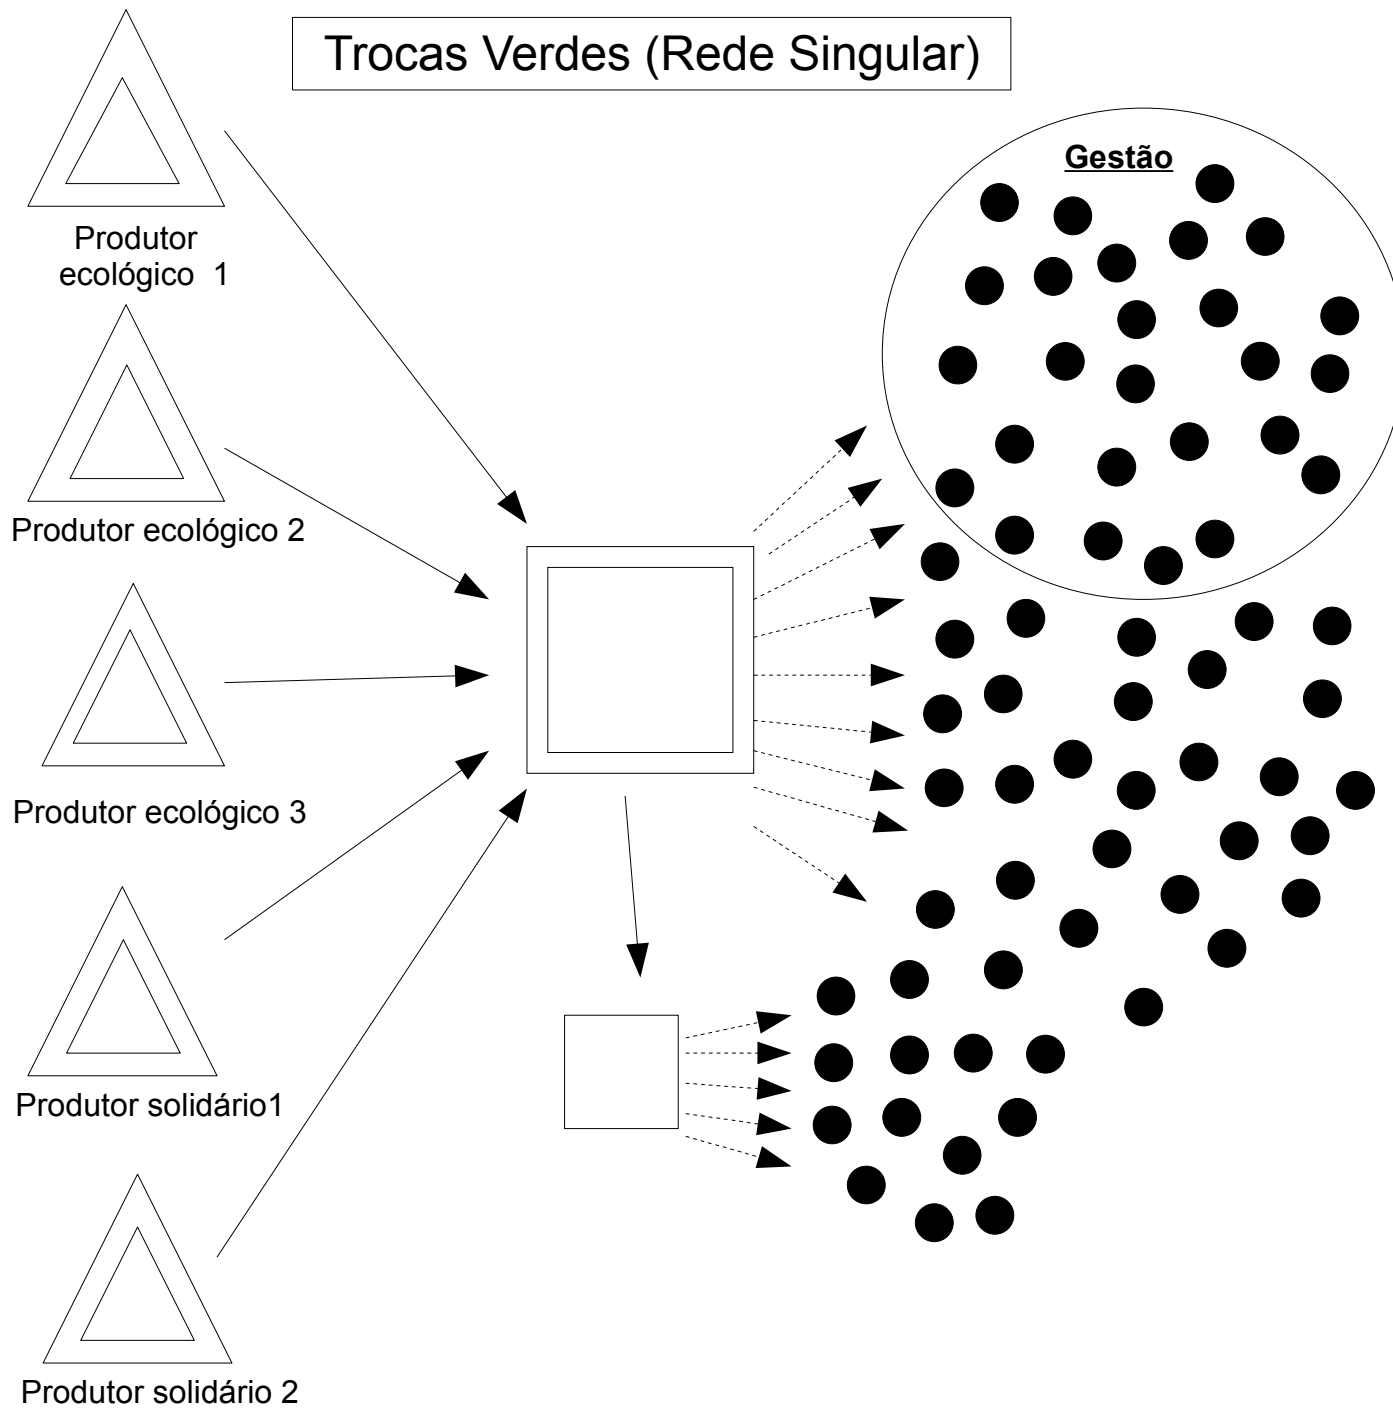 Trocas Verdes (Rede Singular)
Gestão
Produtor
ecológico  1
Produtor ecológico 2
Produtor ecológico 3
Produtor solidário1
Produtor solidário 2